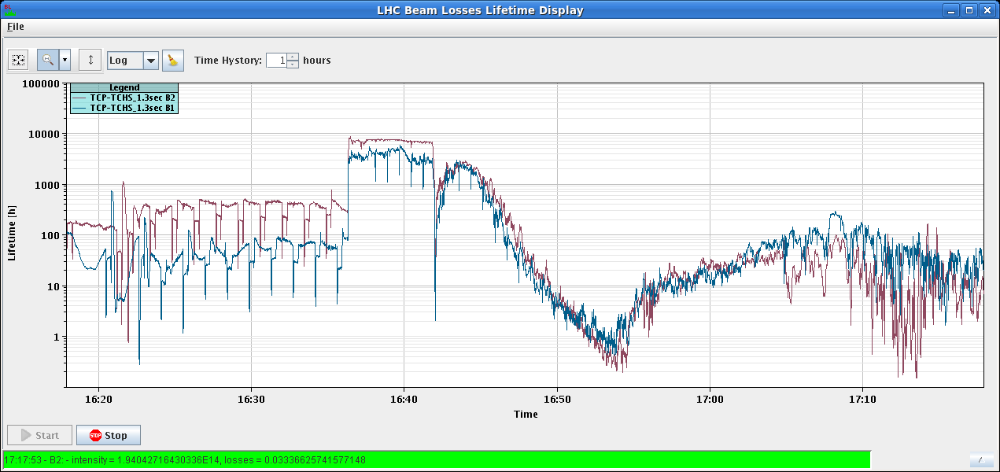 BL
LHC Beam Losses Lifetime Display
File
Log
Time Hystory: 1 hours
Legend
TCP-TCHS_1.3sec B2
TCP-TCHS_1.3sec B1
100000
10000
1000
100
10
1
Lifetime [h]
16:20 16:30 16:40 16:50 17:00 17:10
Time
Start STOP Stop
17:17:53 - B2: - intensity = 1.94042716430336E14, losses = 0.03336625741577148